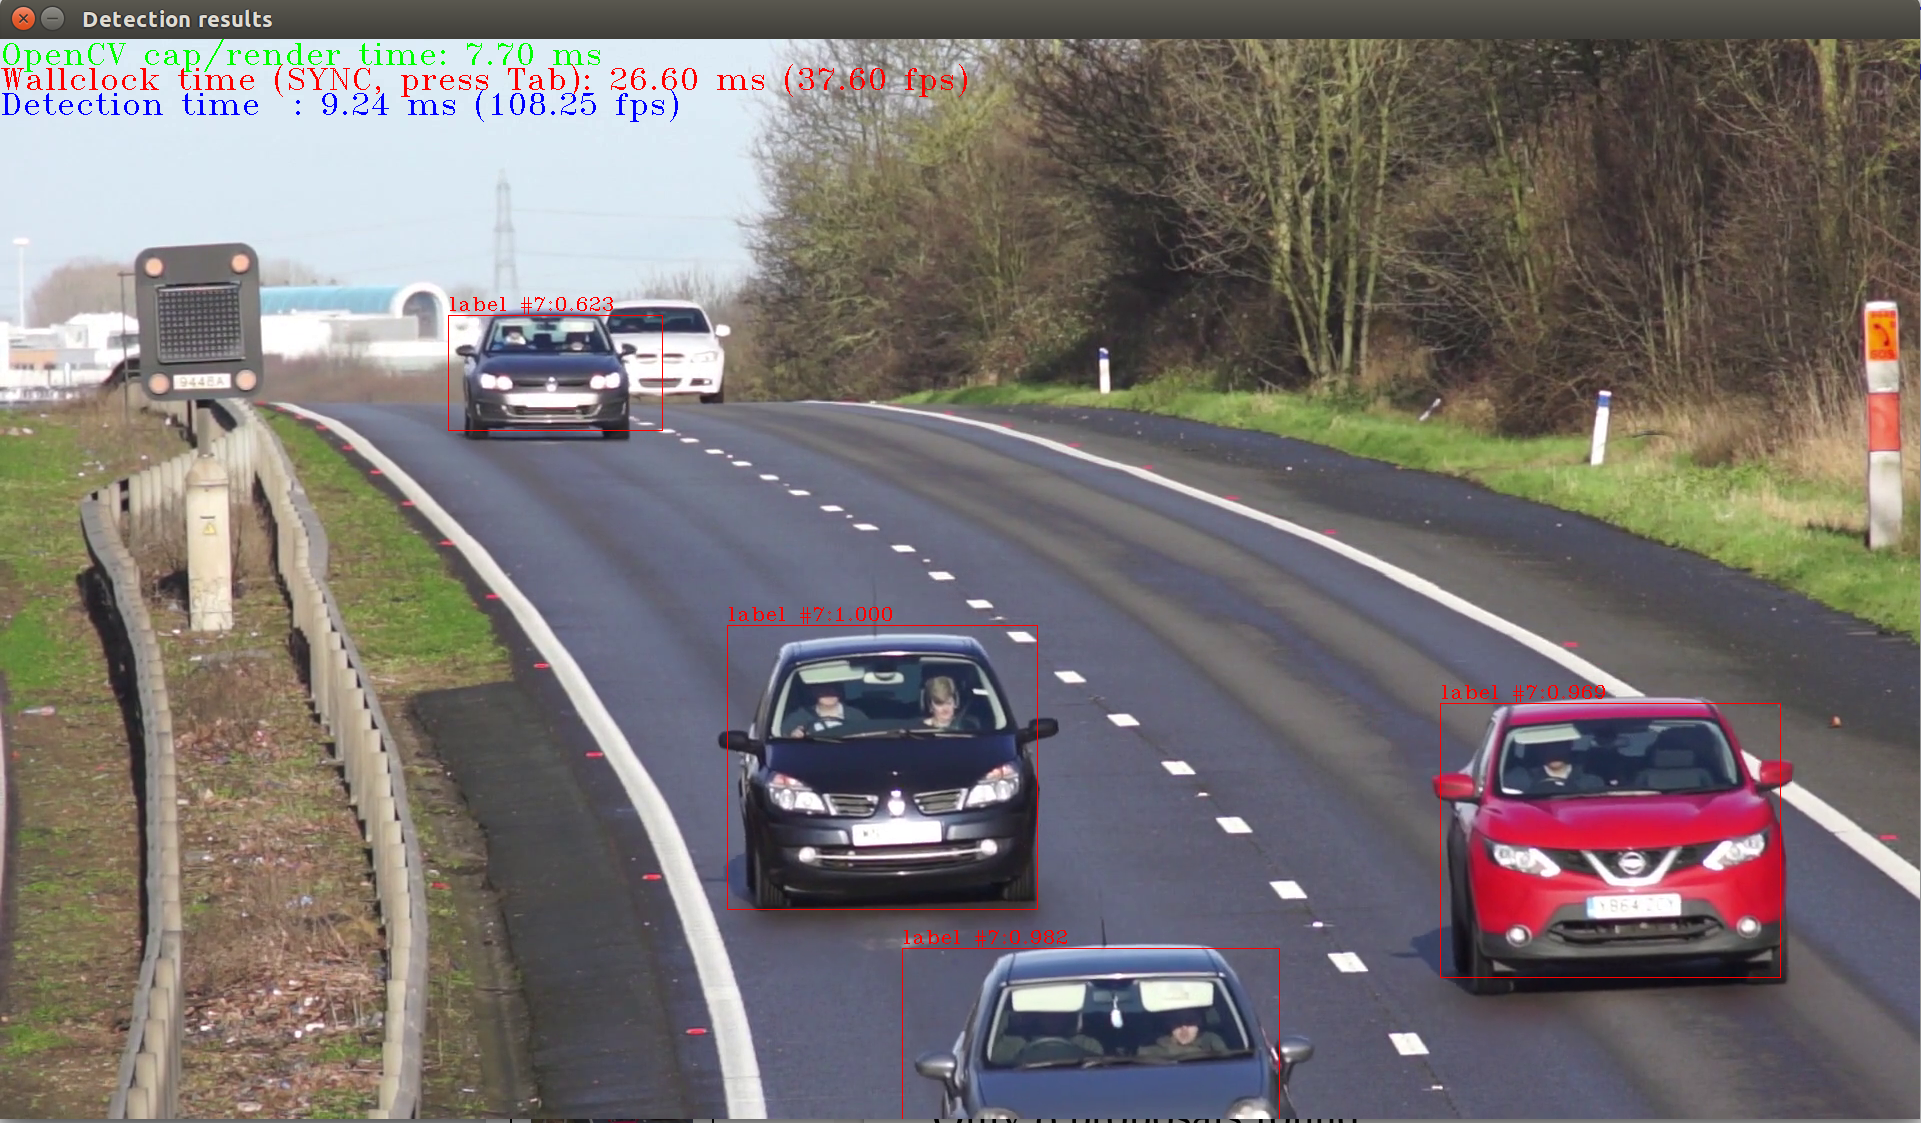 Detection results
OpenCV cap/render time: 7.70 ms
Wallclock time (SYNC, press Tab): 26.60 ms (37.60 fps)
Detection time : 9.24 ms (108.25 fps)
label #7:0.623
9448A
SOS
label #7:1.000
label #7:0.969
label #7:0.982